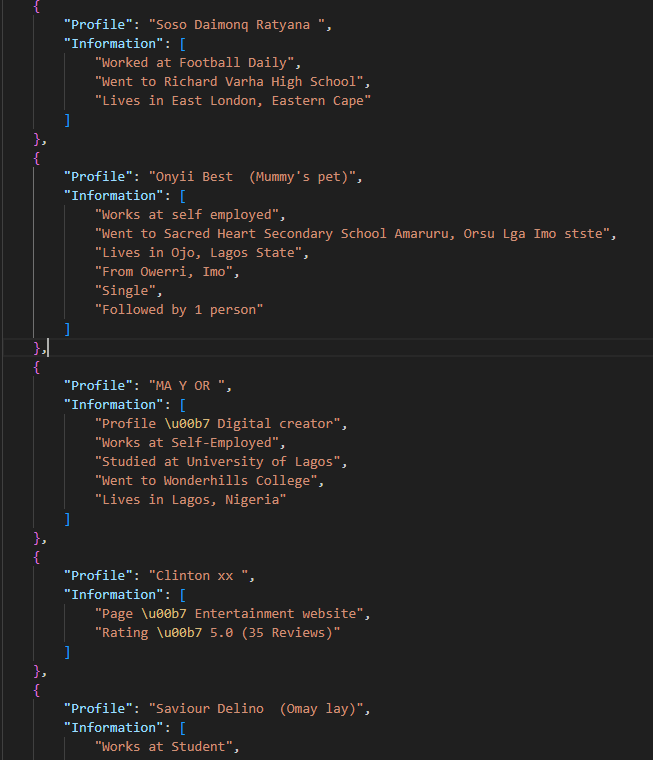 {
"Profile": "Soso Daimonq Ratyana ",
"Information": [
"Worked at Football Daily",
"Went to Richard Varha High School",
"Lives in East London, Eastern Cape"
]
},
{
"Profile": "Onyii Best  (Mummy's pet)",
"Information": [
"Works at self employed",
"Went to Sacred Heart Secondary School Amaruru, Orsu Lga Imo stste",
"Lives in Ojo, Lagos State",
"From Owerri, Imo",
"Single",
"Followed by 1 person"
]
},
{
"Profile": "MA Y OR ",
"Information": [
"Profile \u00b7 Digital creator",
"Works at Self-Employed",
"Studied at University of Lagos",
"Went to Wonderhills College",
"Lives in Lagos, Nigeria"
]
},
{
"Profile": "Clinton xx ",
"Information": [
"Page \u00b7 Entertainment website",
"Rating \u00b7 5.0 (35 Reviews)"
]
},
{
"Profile": "Saviour Delino  (Omay lay)",
"Information": [
"Works at Student",